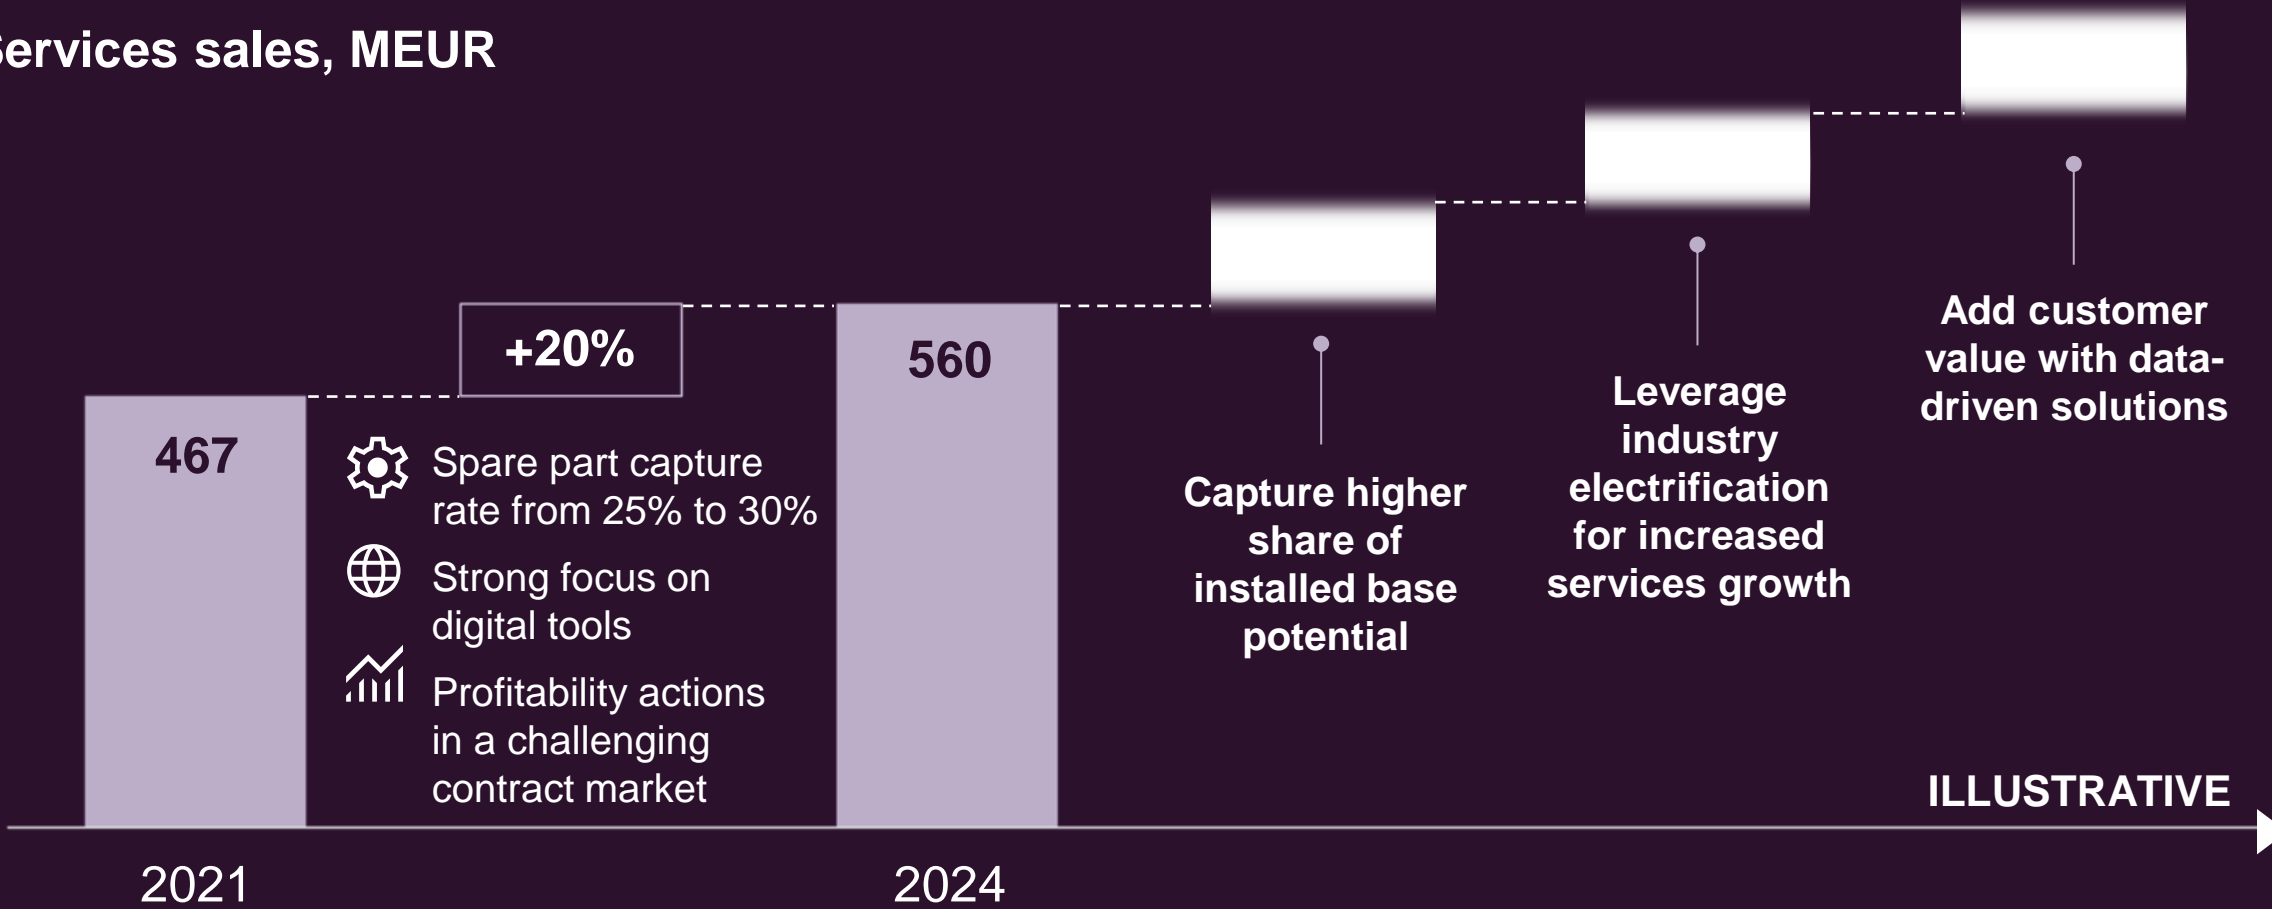 Services sales, MEUR
+20%
467
560
Spare part capture
rate from 25% to 30%
Strong focus on
digital tools
Profitability actions
in a challenging
contract market
Capture higher
share of
installed base
potential
Leverage
industry
electrification
for increased
services growth
Add customer
value with data-
driven solutions
ILLUSTRATIVE
2021
2024